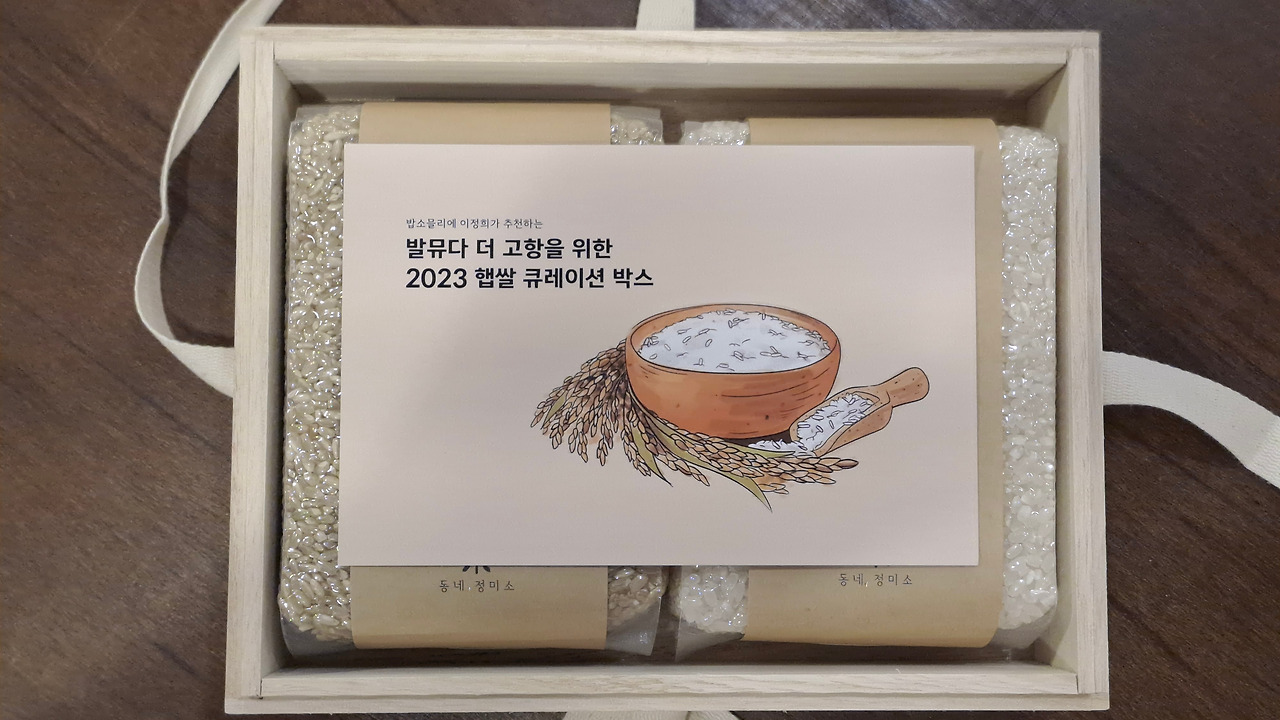 밥소믈리에 이정희가 추천하는
발뮤다 더 고항을 위한
2023 햅쌀 큐레이션 박스
동네, 정미소
동네, 정미소